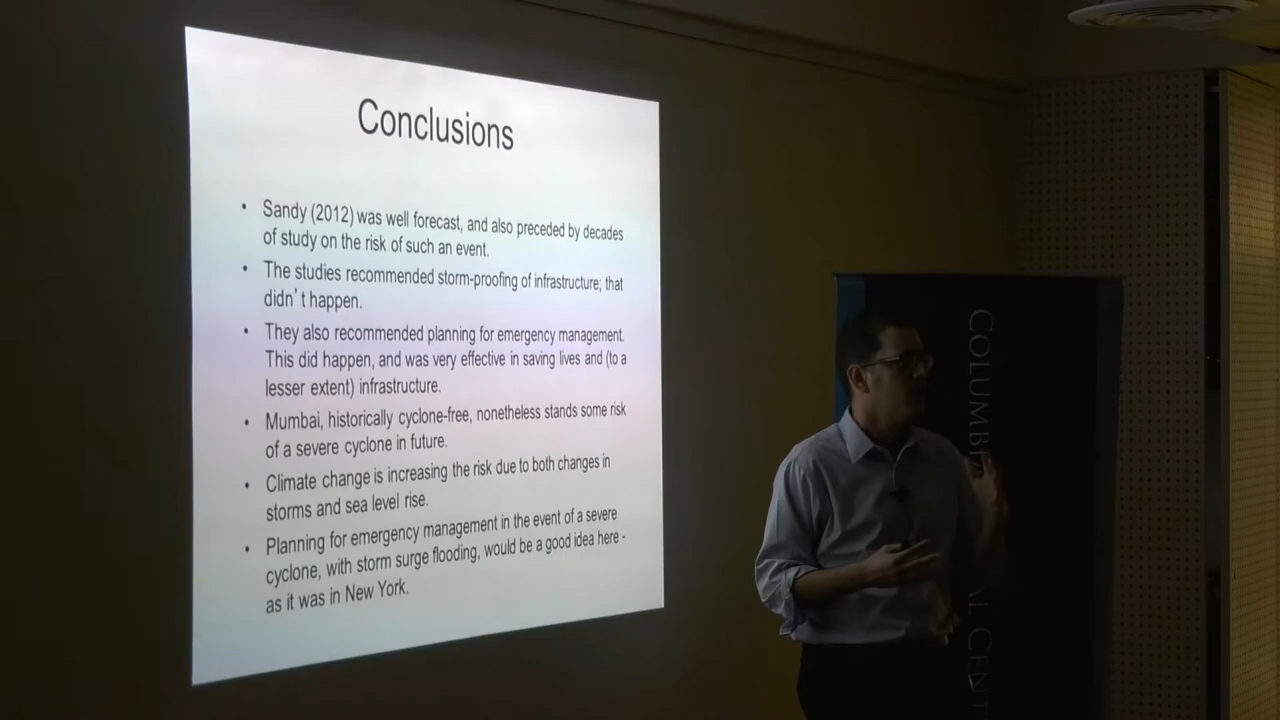 Conclusions
• Sandy (2012) was well forecast, and also preceded by decades
of study on the risk of such an event.
• The studies recommended storm-proofing of infrastructure; that
didn’t happen.
• They also recommended planning for emergency management.
This did happen, and was very effective in saving lives and (to a
lesser extent) infrastructure.
• Mumbai, historically cyclone-free, nonetheless stands some risk
of a severe cyclone in future.
• Climate change is increasing the risk due to both changes in
storms and sea level rise.
• Planning for emergency management in the event of a severe
cyclone, with storm surge flooding, would be a good idea here -
as it was in New York.